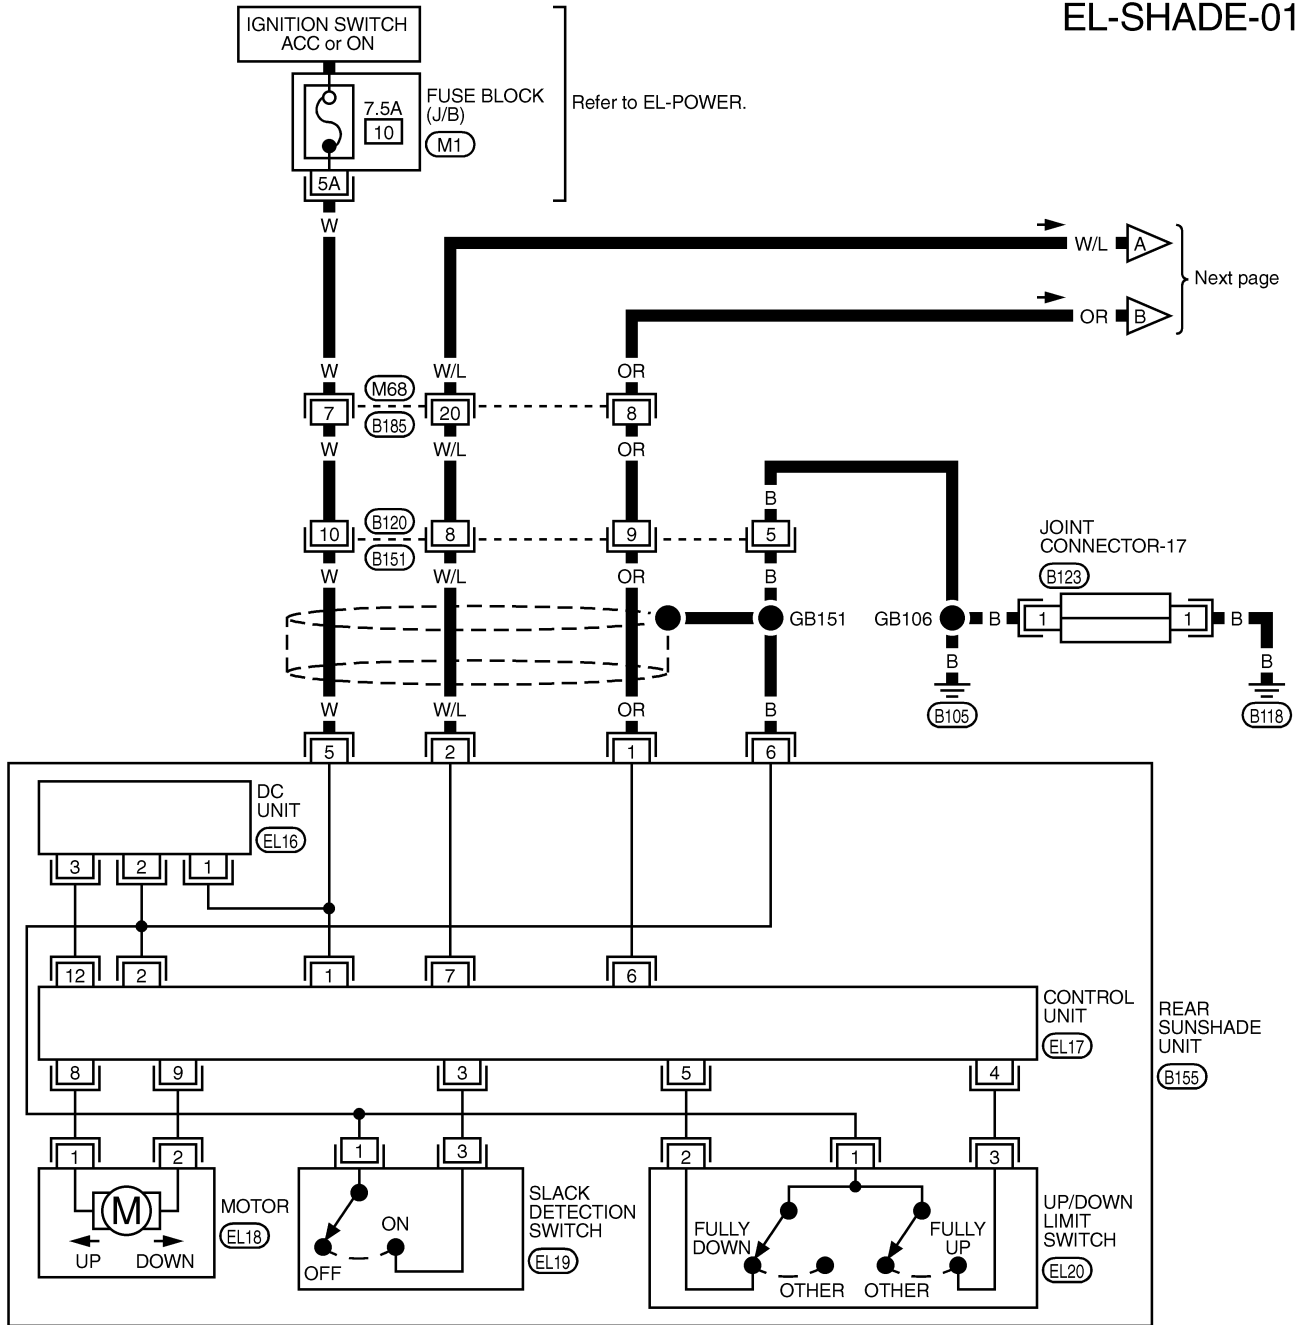 EL-SHADE-01
IGNITION SWITCH
ACC or ON
7.5A
10
FUSE BLOCK
(J/B)
M1
Refer to EL-POWER.
5A
W
W/L
A
Next page
OR
B
W
W/L
OR
M68
7
20
8
B185
W
W/L
OR
B
B120
10
8
9
5
B151
JOINT
CONNECTOR-17
B123
W
W/L
OR
B
GB151
GB106
B
1
1
B
B
B
B105
B118
W
W/L
OR
B
5
2
1
6
DC
UNIT
EL16
3
2
1
12
2
1
7
6
CONTROL
UNIT
EL17
REAR
SUNSHADE
UNIT
B155
8
9
3
5
4
1
2
1
3
2
1
3
M
UP
DOWN
MOTOR
EL18
ON
OFF
SLACK
DETECTION
SWITCH
EL19
FULLY
DOWN
OTHER
FULLY
UP
OTHER
UP/DOWN
LIMIT
SWITCH
EL20